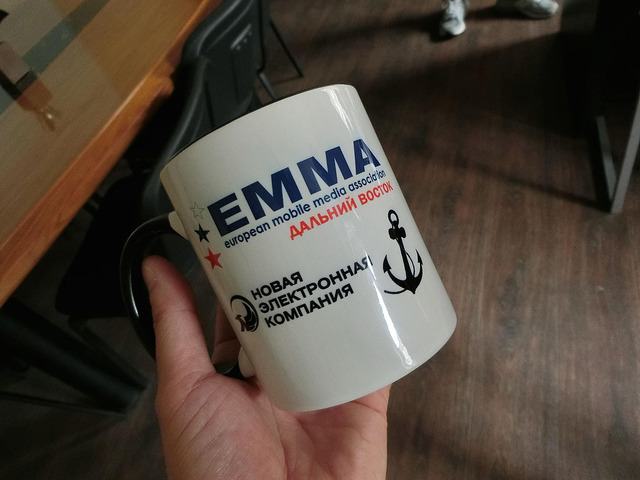 EMMA
european mobile media association
ДАЛЬНИЙ ВОСТОК
НОВАЯ
ЭЛЕКТРОННАЯ
КОМПАНИЯ